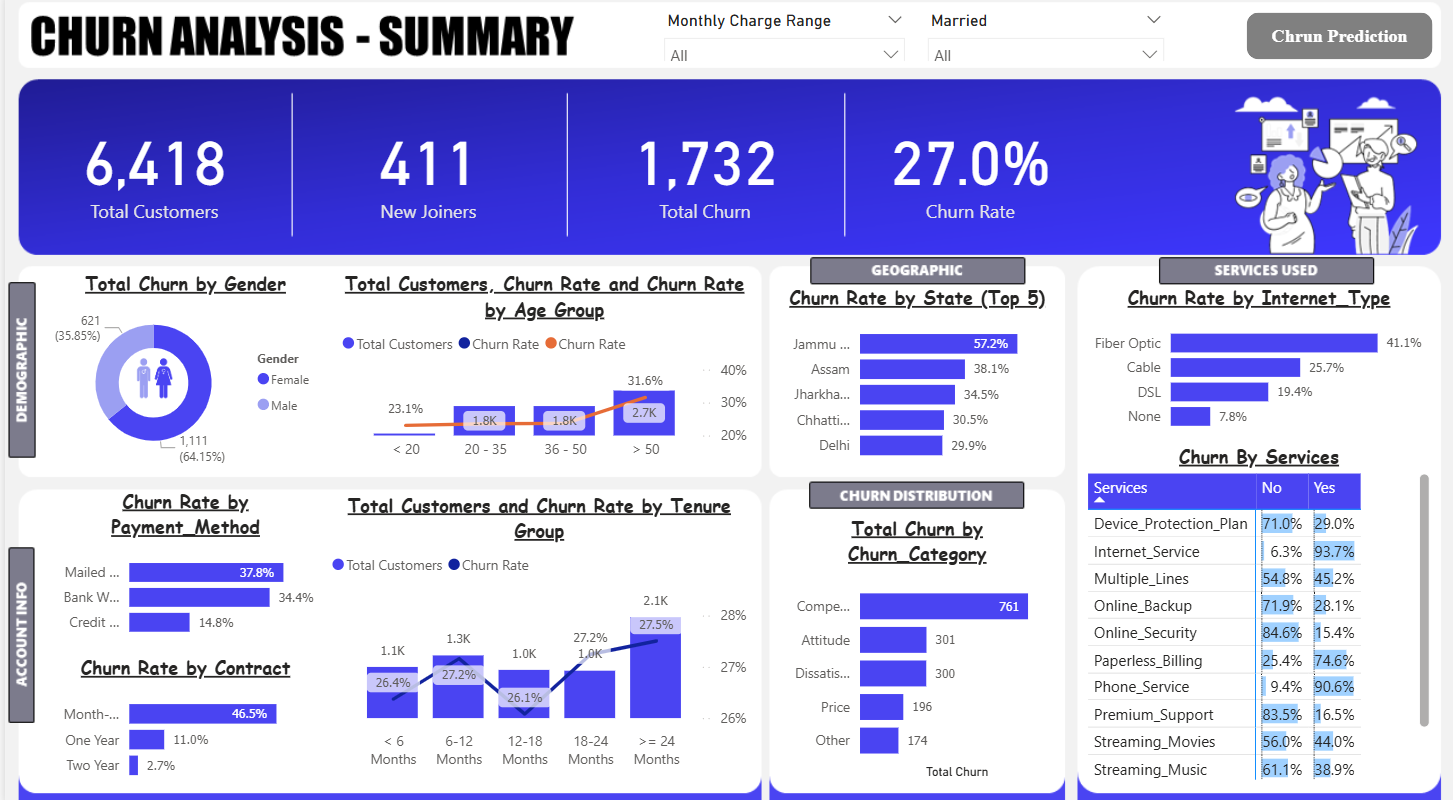 CHURN ANALYSIS - SUMMARY
Monthly Charge Range
All
Married
All
Chrun Prediction
6,418
Total Customers
411
New Joiners
1,732
Total Churn
27.0%
Churn Rate
DEMOGRAPHIC
Total Churn by Gender
621
(35.85%)
1,111
(64.15%)
Gender
Female
Male
Total Customers, Churn Rate and Churn Rate
by Age Group
Total Customers Churn Rate Churn Rate
40%
30%
20%
23.1%
31.6%
1.8K
1.8K
2.7K
< 20
20 - 35
36 - 50
> 50
GEOGRAPHIC
Churn Rate by State (Top 5)
Jammu ... 57.2%
Assam 38.1%
Jharkha... 34.5%
Chhatti... 30.5%
Delhi 29.9%
SERVICES USED
Churn Rate by Internet_Type
Fiber Optic 41.1%
Cable 25.7%
DSL 19.4%
None 7.8%
Churn By Services
Services No Yes
Device_Protection_Plan 71.0% 29.0%
Internet_Service 6.3% 93.7%
Multiple_Lines 54.8% 45.2%
Online_Backup 71.9% 28.1%
Online_Security 84.6% 15.4%
Paperless_Billing 25.4% 74.6%
Phone_Service 9.4% 90.6%
Premium_Support 83.5% 16.5%
Streaming_Movies 56.0% 44.0%
Streaming_Music 61.1% 38.9%
ACCOUNT INFO
Churn Rate by
Payment_Method
Mailed ... 37.8%
Bank W... 34.4%
Credit ... 14.8%
Churn Rate by Contract
Month-... 46.5%
One Year 11.0%
Two Year 2.7%
Total Customers and Churn Rate by Tenure
Group
Total Customers Churn Rate
28%
27%
26%
1.1K
1.3K
1.0K
1.0K
2.1K
26.4%
27.2%
26.1%
27.2%
27.5%
< 6
Months
6-12
Months
12-18
Months
18-24
Months
>= 24
Months
CHURN DISTRIBUTION
Total Churn by
Churn_Category
Compe... 761
Attitude 301
Dissatis... 300
Price 196
Other 174
Total Churn